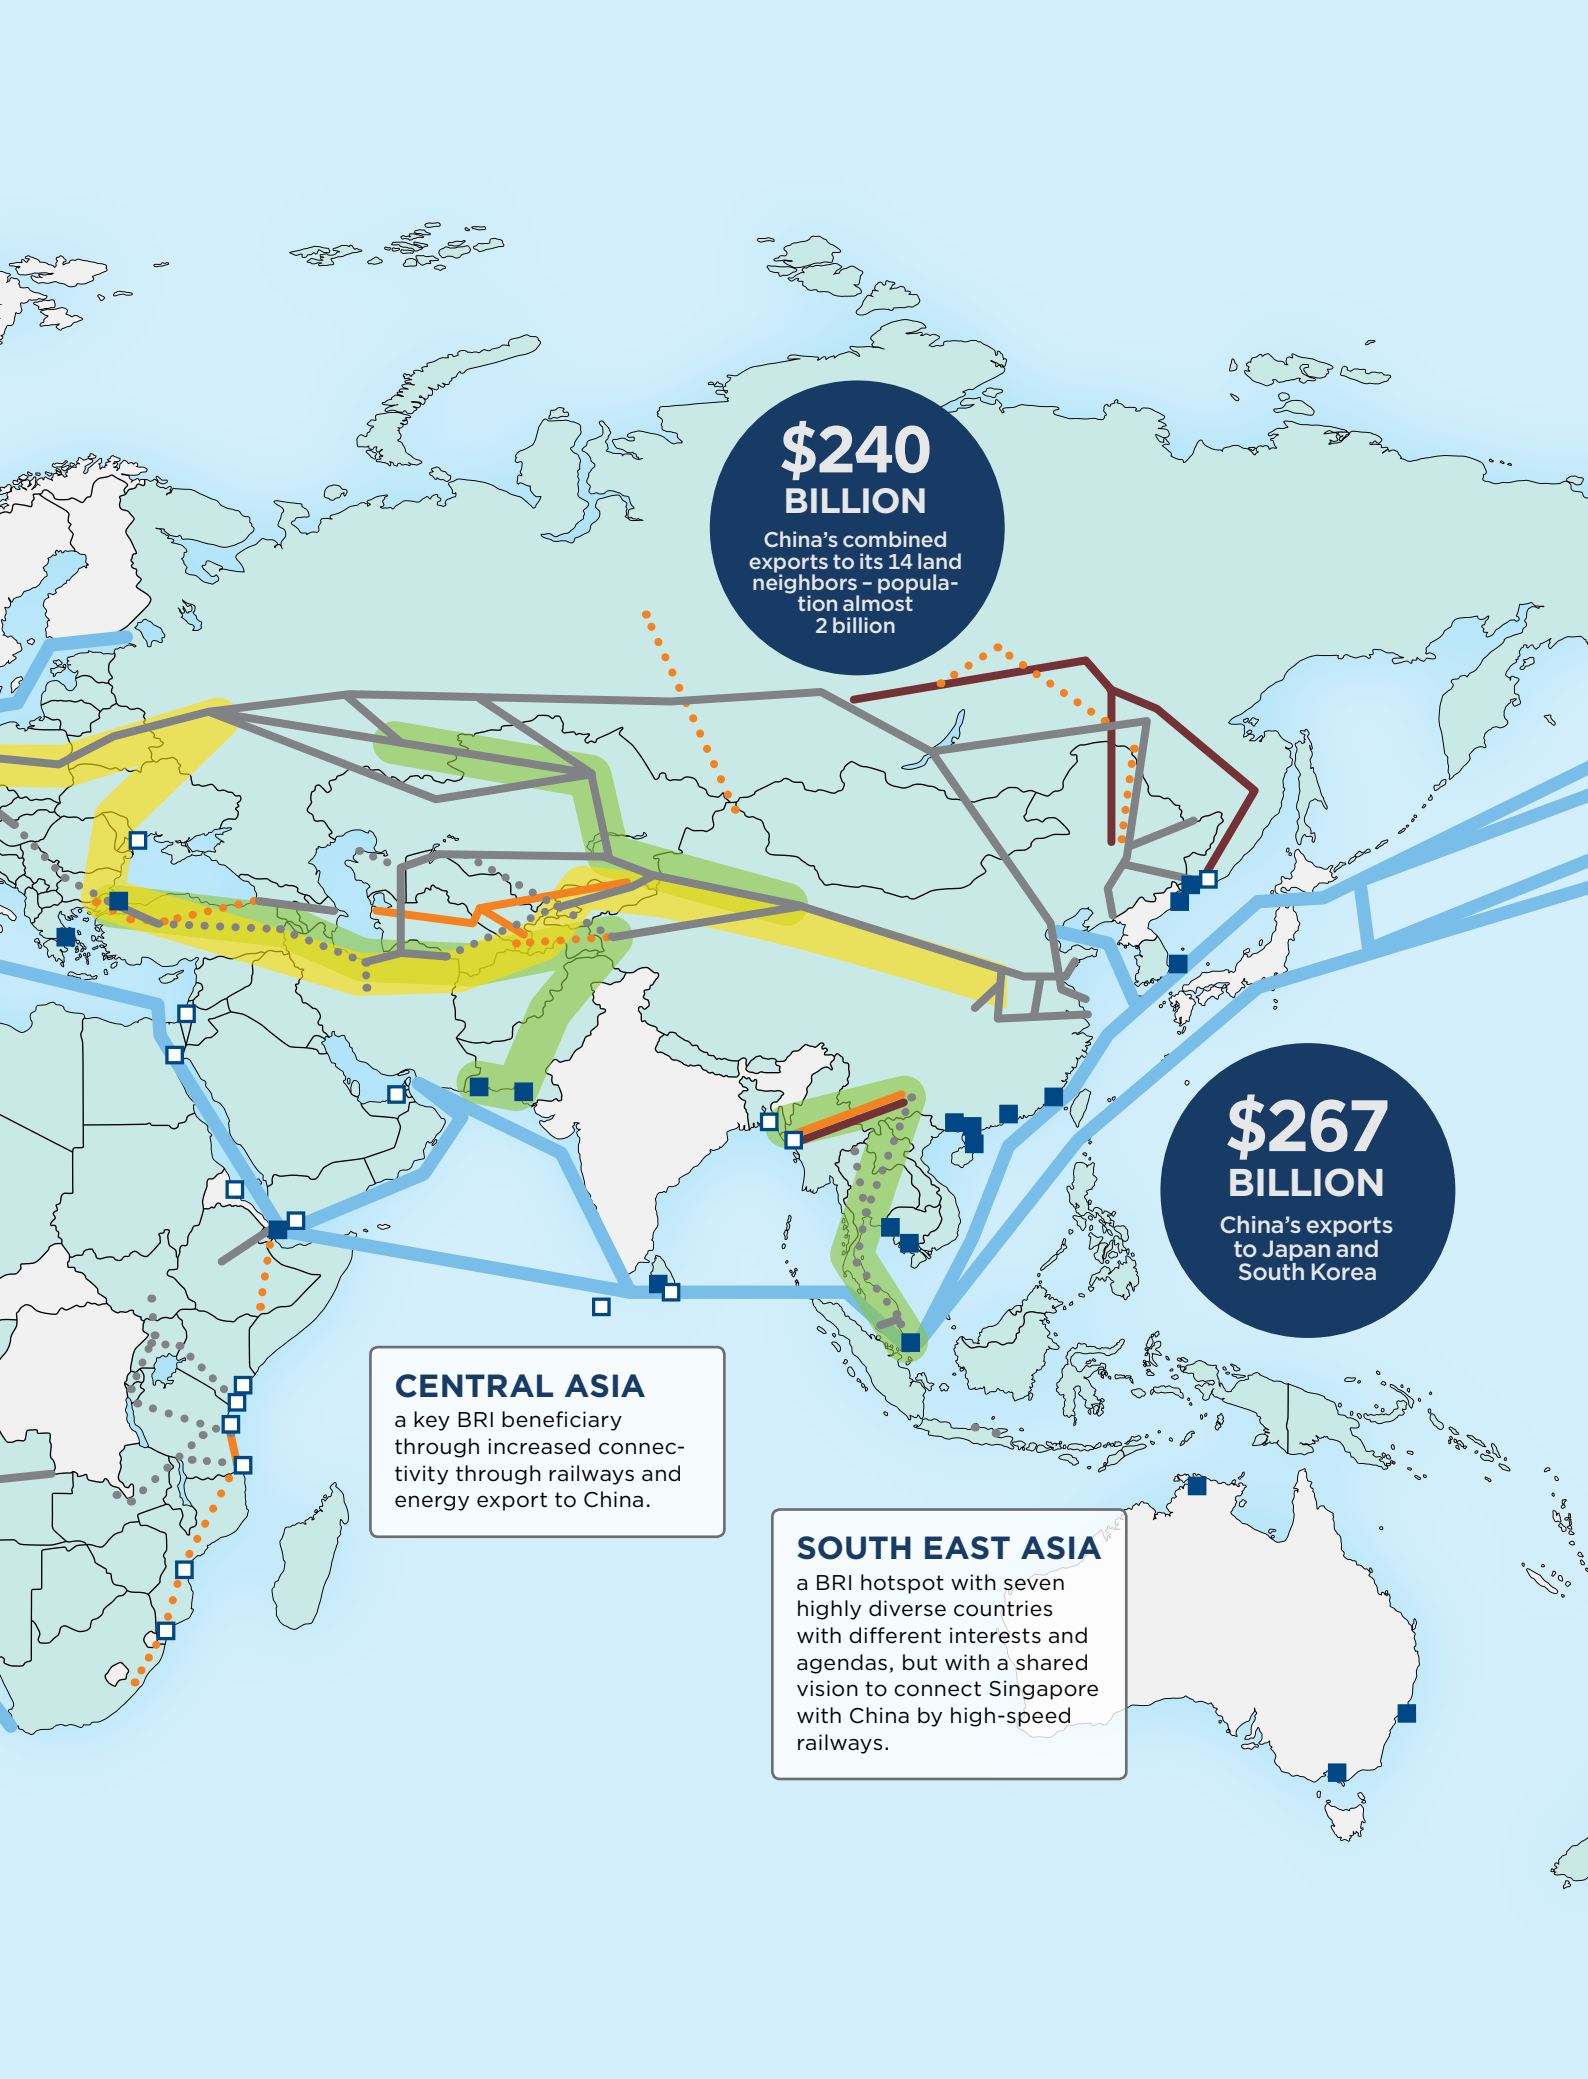 $240
BILLION
China's combined
exports to its 14 land
neighbors – popula-
tion almost
2 billion
$267
BILLION
China's exports
to Japan and
South Korea
CENTRAL ASIA
a key BRI beneficiary
through increased connec-
tivity through railways and
energy export to China.
SOUTH EAST ASIA
a BRI hotspot with seven
highly diverse countries
with different interests and
agendas, but with a shared
vision to connect Singapore
with China by high-speed
railways.